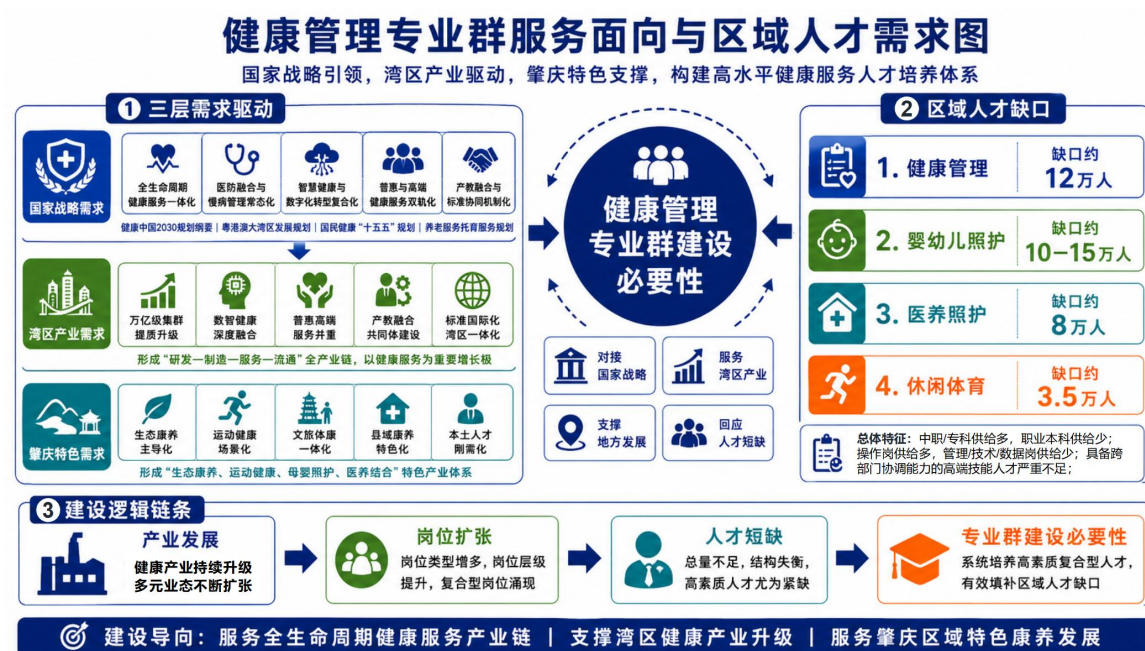 健康管理专业群服务面向与区域人才需求图
国家战略引领，湾区产业驱动，肇庆特色支撑，构建高水平健康服务人才培养体系
1 三层需求驱动
国家战略需求
全生命周期
健康服务一体化
医防融合与
慢病管理常态化
智慧健康与
数字化转型复合化
普惠与高端
健康服务双轨化
产教融合与
标准协同机制化
健康中国2030规划纲要 | 粤港澳大湾区发展规划 | 国民健康“十五五”规划 | 养老服务托育服务规划
湾区产业需求
万亿级集群
提质升级
数智健康
深度融合
普惠高端
服务并重
产教融合
共同体建设
标准国际化
湾区一体化
形成“研发—制造—服务—流通”全产业链，以健康服务为重要增长极
肇庆特色需求
生态康养
主导化
运动健康
场景化
文旅体康
一体化
县域康养
特色化
本土人才
刚需化
形成“生态康养、运动健康、母婴照护、医养结合”特色产业体系
健康管理
专业群建设
必要性
对接
国家战略
服务
湾区产业
支撑
地方发展
回应
人才短缺
2 区域人才缺口
1. 健康管理
缺口约
12万人
2. 婴幼儿照护
缺口约
10—15万人
3. 医养照护
缺口约
8万人
4. 休闲体育
缺口约
3.5万人
总体特征：中职/专科供给多，职业本科供给少；
操作岗供给多，管理/技术/数据岗供给少；具备跨
部门协调能力的高端技能人才严重不足；
3 建设逻辑链条
产业发展
健康产业持续升级
多元业态不断扩张
岗位扩张
岗位类型增多，岗位层级
提升，复合型岗位涌现
人才短缺
总量不足，结构失衡，
高素质人才尤为紧缺
专业群建设必要性
系统培养高素质复合型人才，
有效填补区域人才缺口
建设导向：服务全生命周期健康服务产业链 | 支撑湾区健康产业升级 | 服务肇庆区域特色康养发展